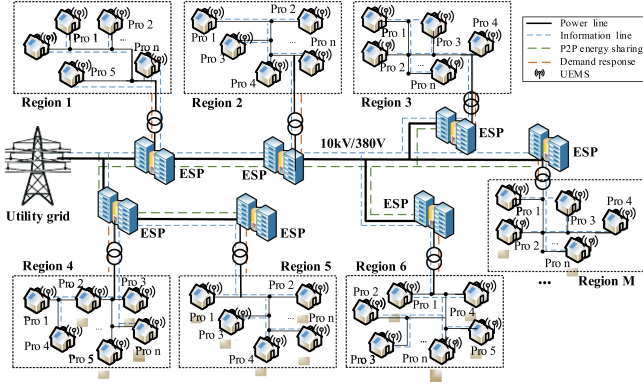 Pro 2
Pro 1
Pro n
...
Pro 5
Region 1
Pro 2
Pro 1
...
Pro n
Pro 3
Pro 4
Region 2
Pro 4
Pro 1
Pro 3
...
Pro 2
Pro n
Region 3
Power line
Information line
P2P energy sharing
Demand response
UEMS
10kV/380V
ESP
ESP
ESP
ESP
Utility grid
ESP
ESP
ESP
Pro 4
Pro 1
Pro 3
Pro 2
...
Pro n
... Region M
Region 4
Pro 2
Pro 3
Pro 1
...
Pro 4
Pro 5
Pro n
Region 5
Pro 2
Pro 1
...
Pro n
Pro 3
Pro 4
Region 6
Pro 2
Pro 1
Pro 4
...
Pro 3
Pro n
Pro 5